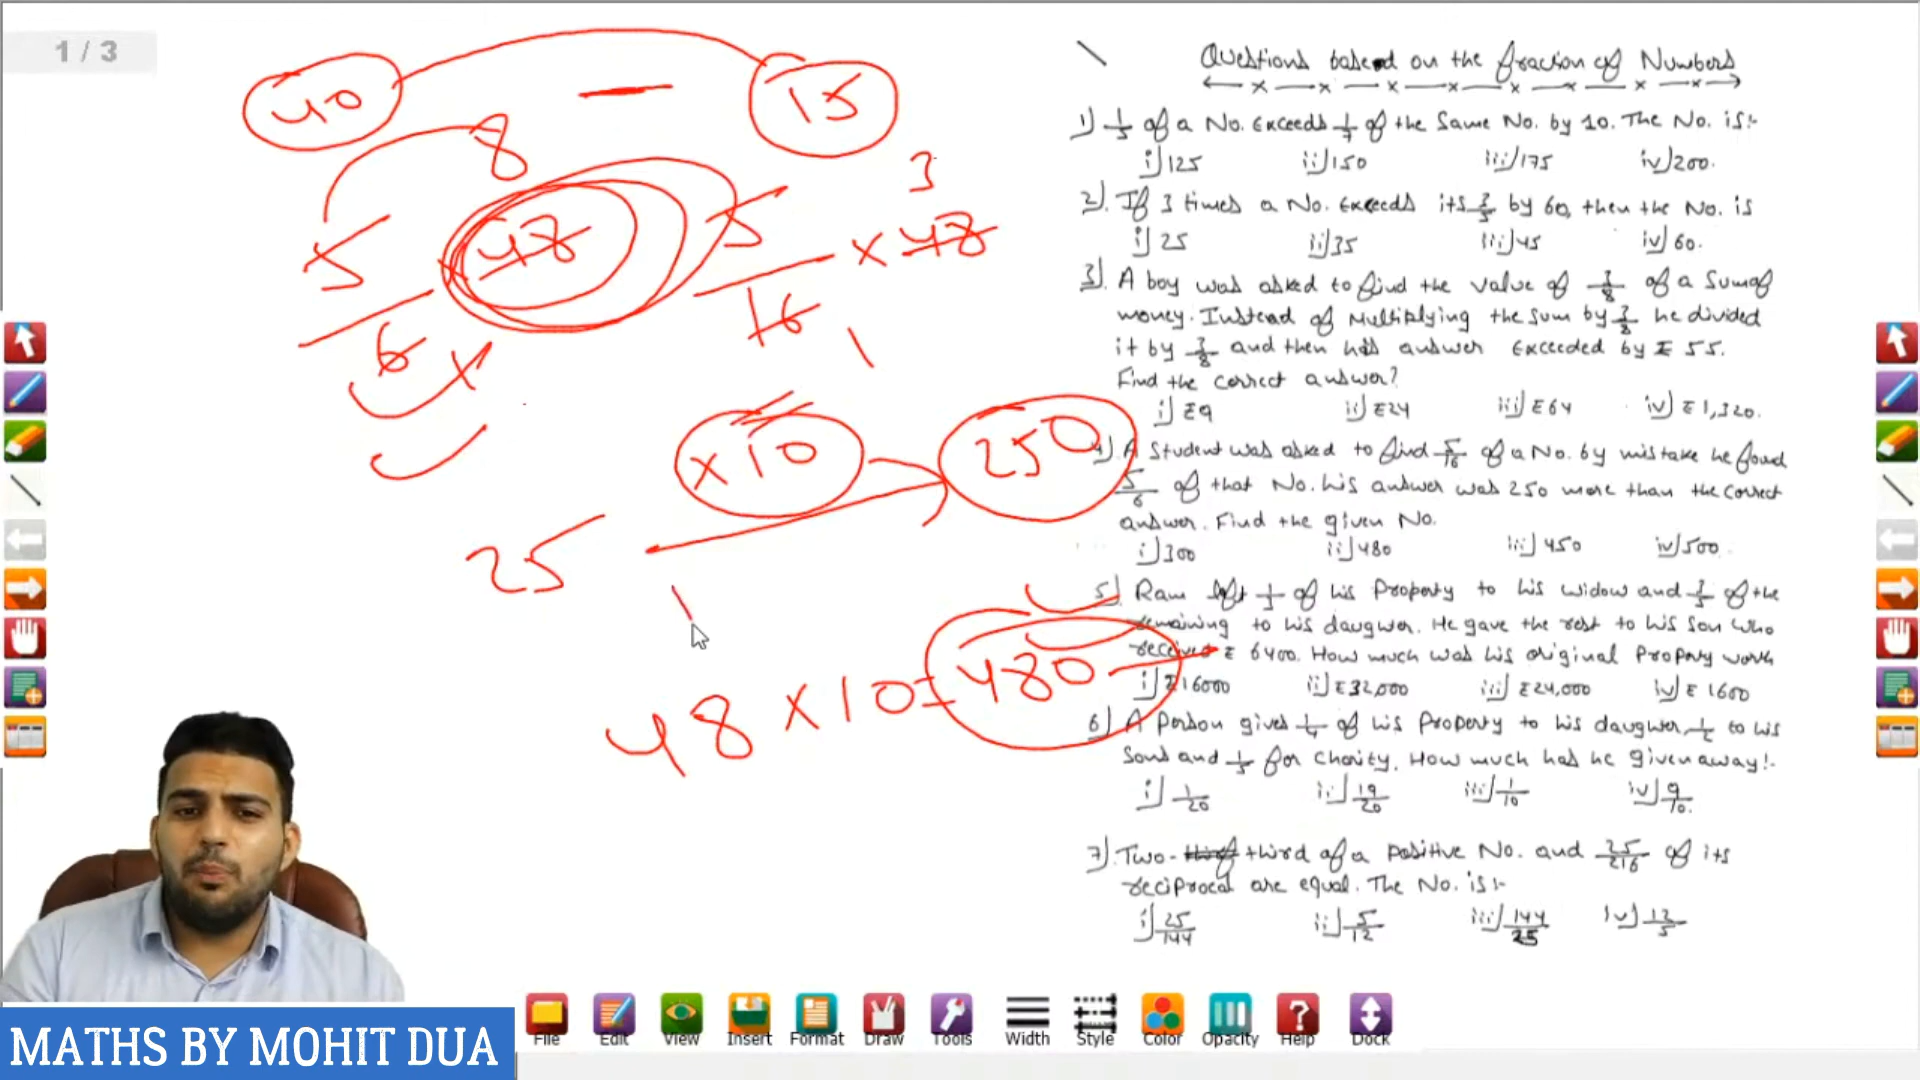 1 / 3
40 — 15
8
5 5 3
48 × 48
6 × 16
1
×10 250
25
48 × 10 = 480
Questions based on the fraction of Numbers
1) 1/5 of a No. Exceeds 1/7 of the Same No. by 10. The No. is:-
i) 125 ii) 150 iii) 175 iv) 200.
2). If 3 times a No. Exceeds its 3/5 by 60, then the No. is
i) 25 ii) 35 iii) 45 iv) 60.
3). A boy was asked to find the value of 3/8 of a Sum of
money. Instead of Multiplying the sum by 3/8 he divided
it by 3/8 and then his answer Exceeded by ₹ 55.
Find the Correct answer?
i) ₹9 ii) ₹24 iii) ₹64 iv) ₹1,320.
4) A Student was asked to find 5/16 of a No. by mistake he found
5/6 of that No. his answer was 250 more than the correct
answer. Find the given No.
i) 300 ii) 480 iii) 450 iv) 500
5). Ram left 1/3 of his Property to his widow and 3/5 of the
remaining to his daugwer. He gave the rest to his Son who
received ₹ 6400. How much was his original Property worth
i) ₹16000 ii) ₹32,000 iii) ₹24,000 iv) ₹1600
6) A Person gives 1/4 of his Property to his daugwer, 1/2 to his
Sons and 1/5 for Charity. How much has he given away:-
i) 1/20 ii) 19/20 iii) 1/10 iv) 9/10.
7). Two- third of a Positive No. and 25/216 of its
reciprocal are equal. The No. is:-
i) 25/144 ii) 5/12 iii) 144/25 iv) 12/5
MATHS BY MOHIT DUA
File Edit View Insert Format Draw Tools Width Style Color Opacity Help Dock